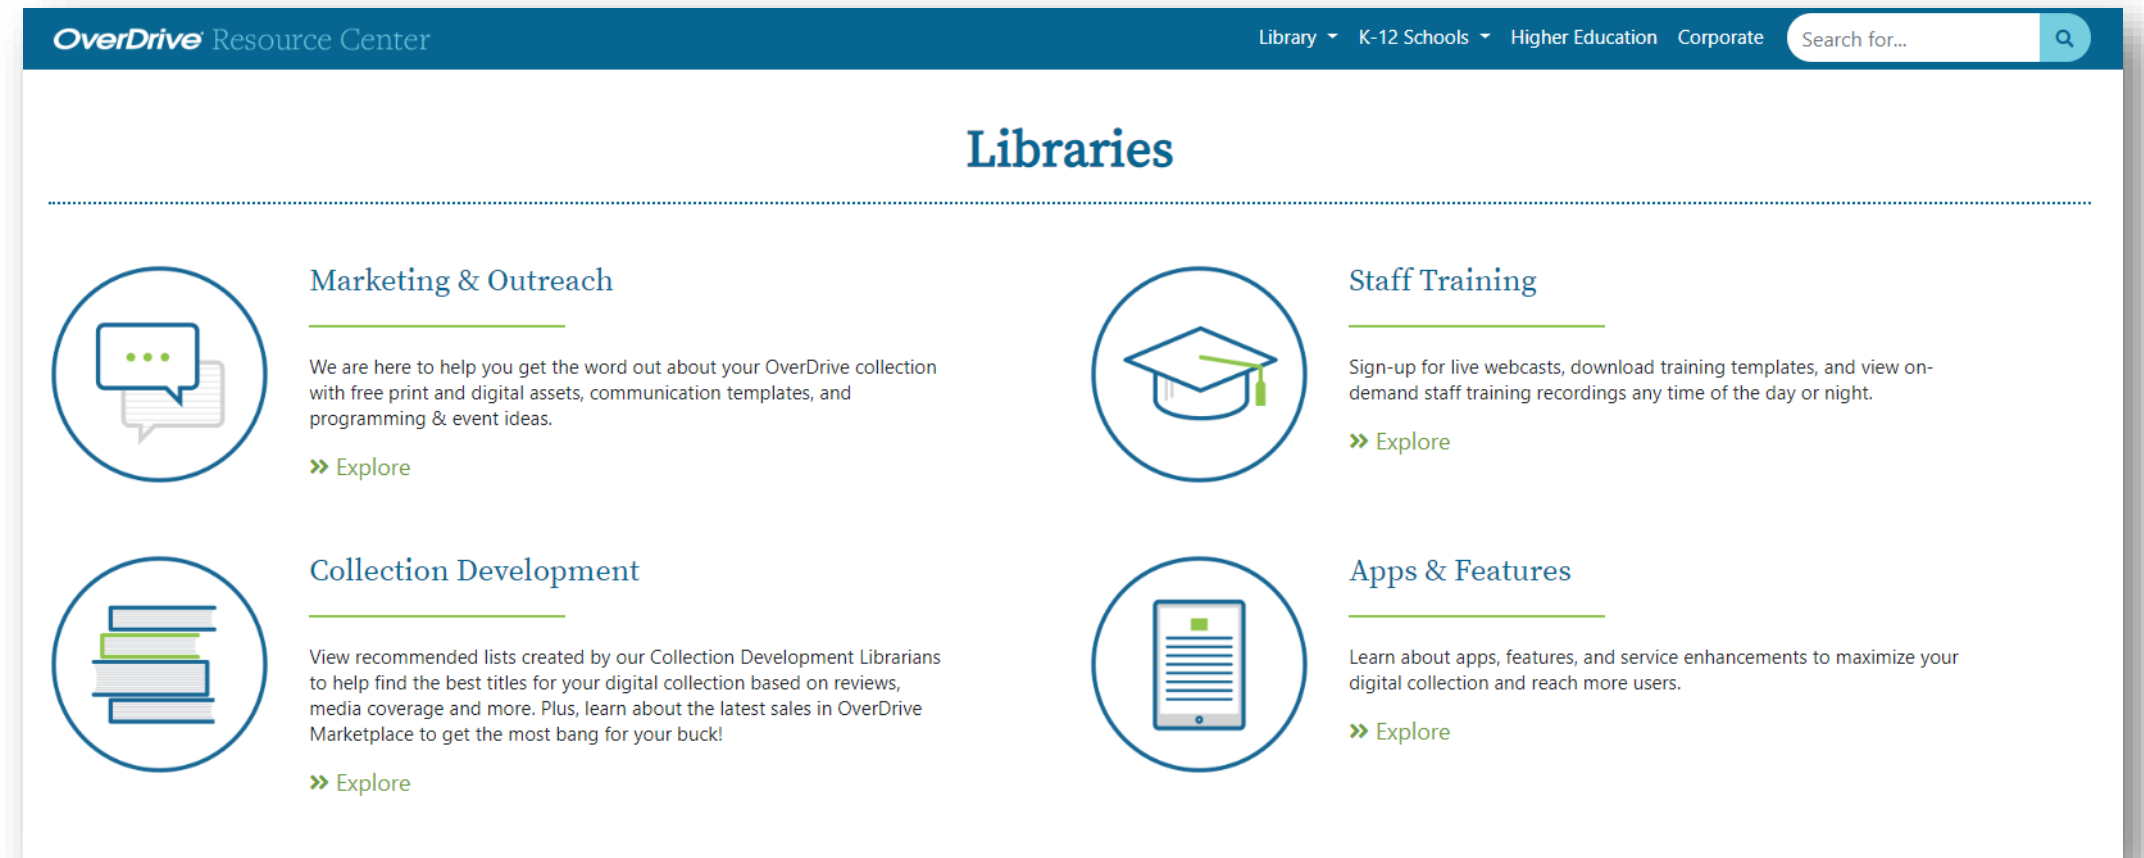 OverDrive Resource Center
Library K-12 Schools Higher Education Corporate Search for...
Libraries
Marketing & Outreach
We are here to help you get the word out about your OverDrive collection
with free print and digital assets, communication templates, and
programming & event ideas.
Explore
Staff Training
Sign-up for live webcasts, download training templates, and view on-
demand staff training recordings any time of the day or night.
Explore
Collection Development
View recommended lists created by our Collection Development Librarians
to help find the best titles for your digital collection based on reviews,
media coverage and more. Plus, learn about the latest sales in OverDrive
Marketplace to get the most bang for your buck!
Explore
Apps & Features
Learn about apps, features, and service enhancements to maximize your
digital collection and reach more users.
Explore